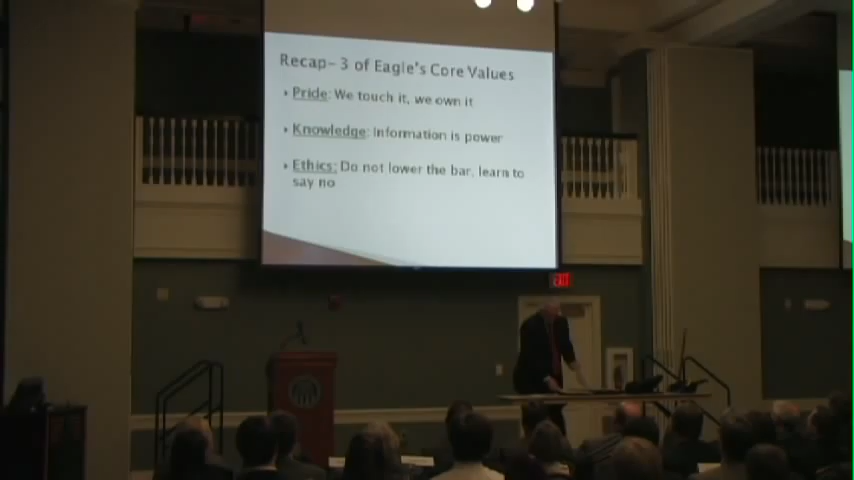 Recap- 3 of Eagle's Core Values
Pride: We touch it, we own it
Knowledge: Information is power
Ethics: Do not lower the bar, learn to
say no
EXIT